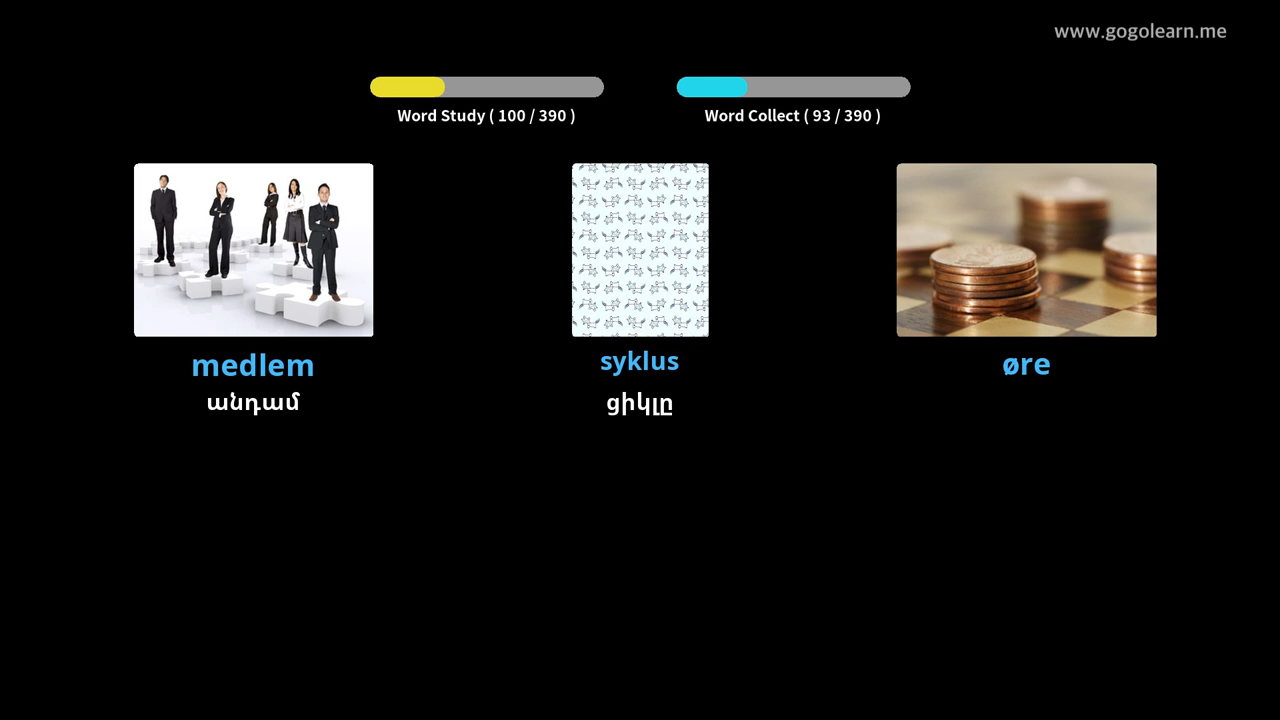 www.gogolearn.me
Word Study ( 100 / 390 )
Word Collect ( 93 / 390 )
medlem
անդամ
syklus
ցիկլը
øre